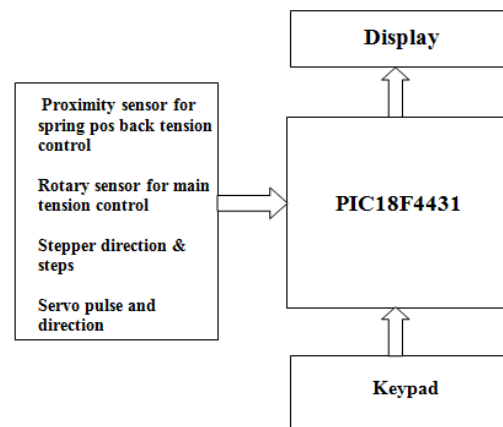 Display
Proximity sensor for
spring pos back tension
control
Rotary sensor for main
tension control
Stepper direction &
steps
Servo pulse and
direction
PIC18F4431
Keypad